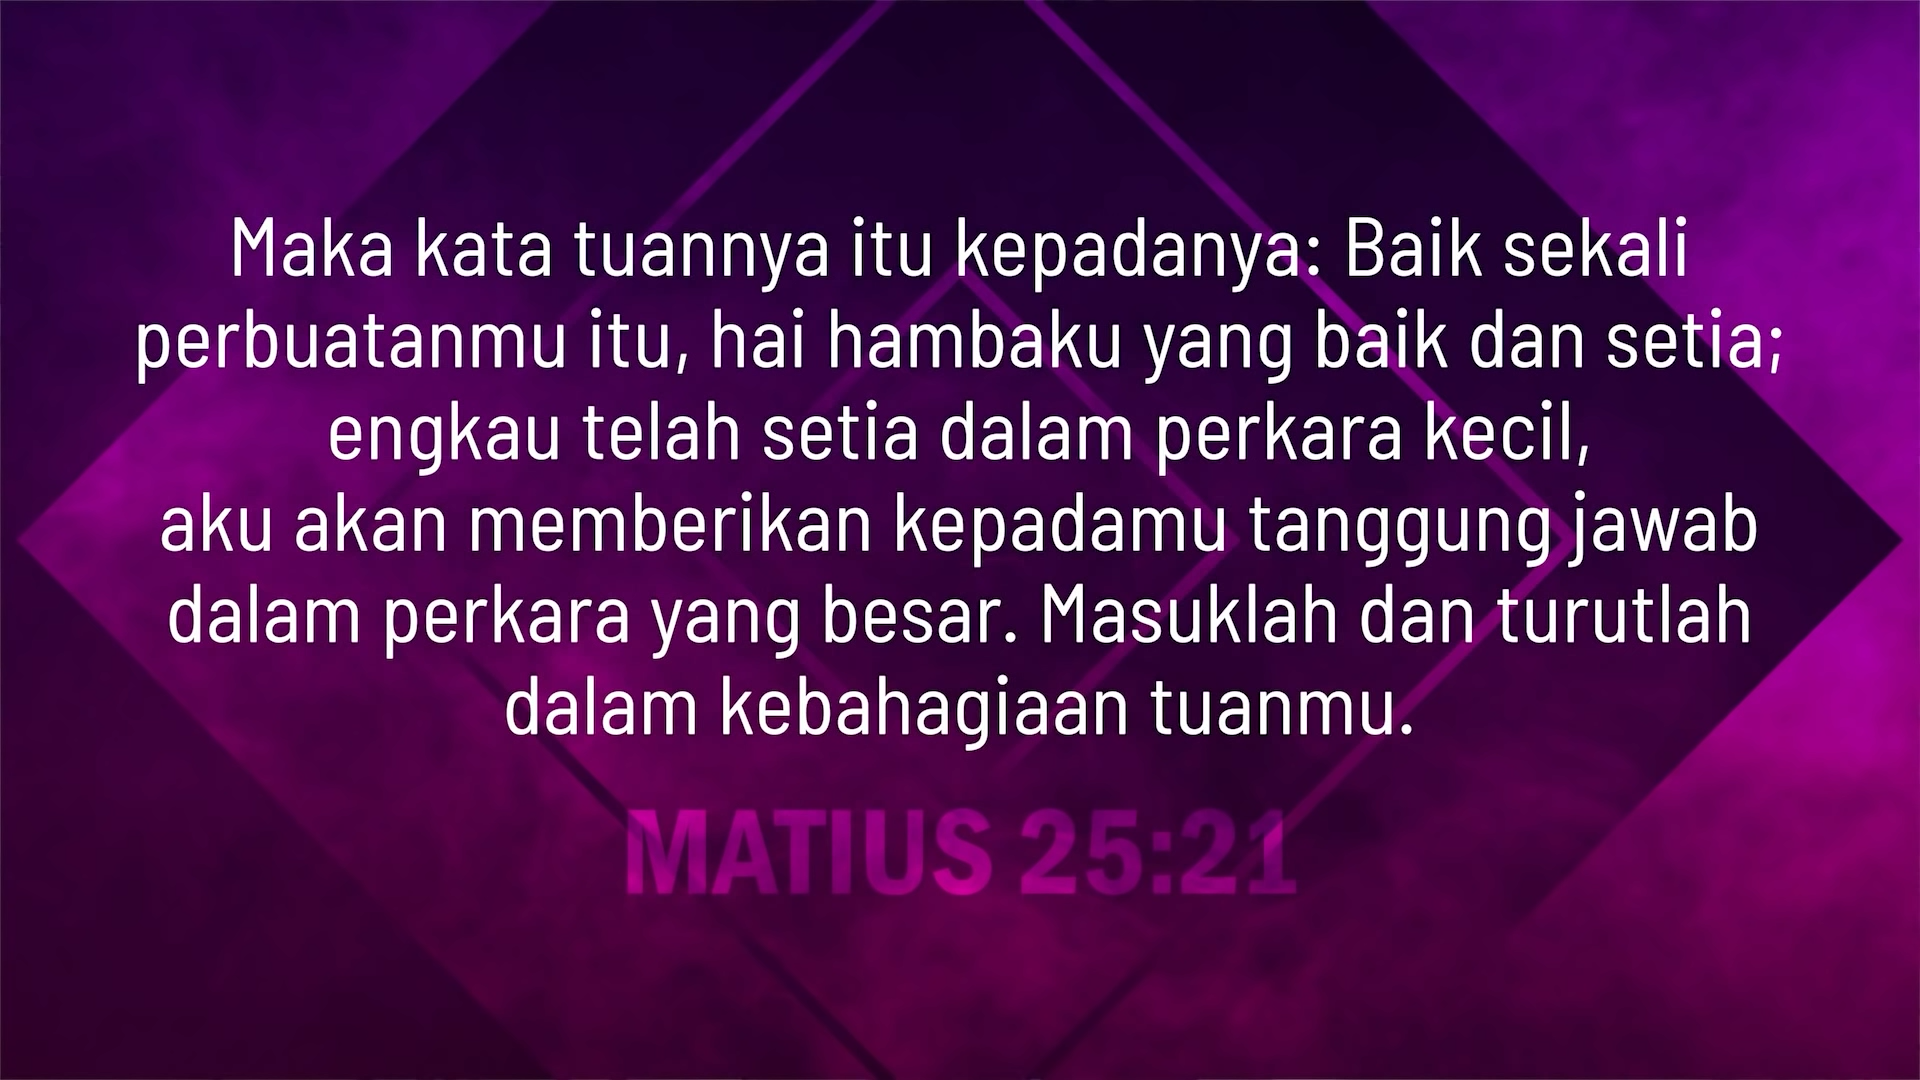 Maka kata tuannya itu kepadanya: Baik sekali
perbuatanmu itu, hai hambaku yang baik dan setia;
engkau telah setia dalam perkara kecil,
aku akan memberikan kepadamu tanggung jawab
dalam perkara yang besar. Masuklah dan turutlah
dalam kebahagiaan tuanmu.
MATIUS 25:21